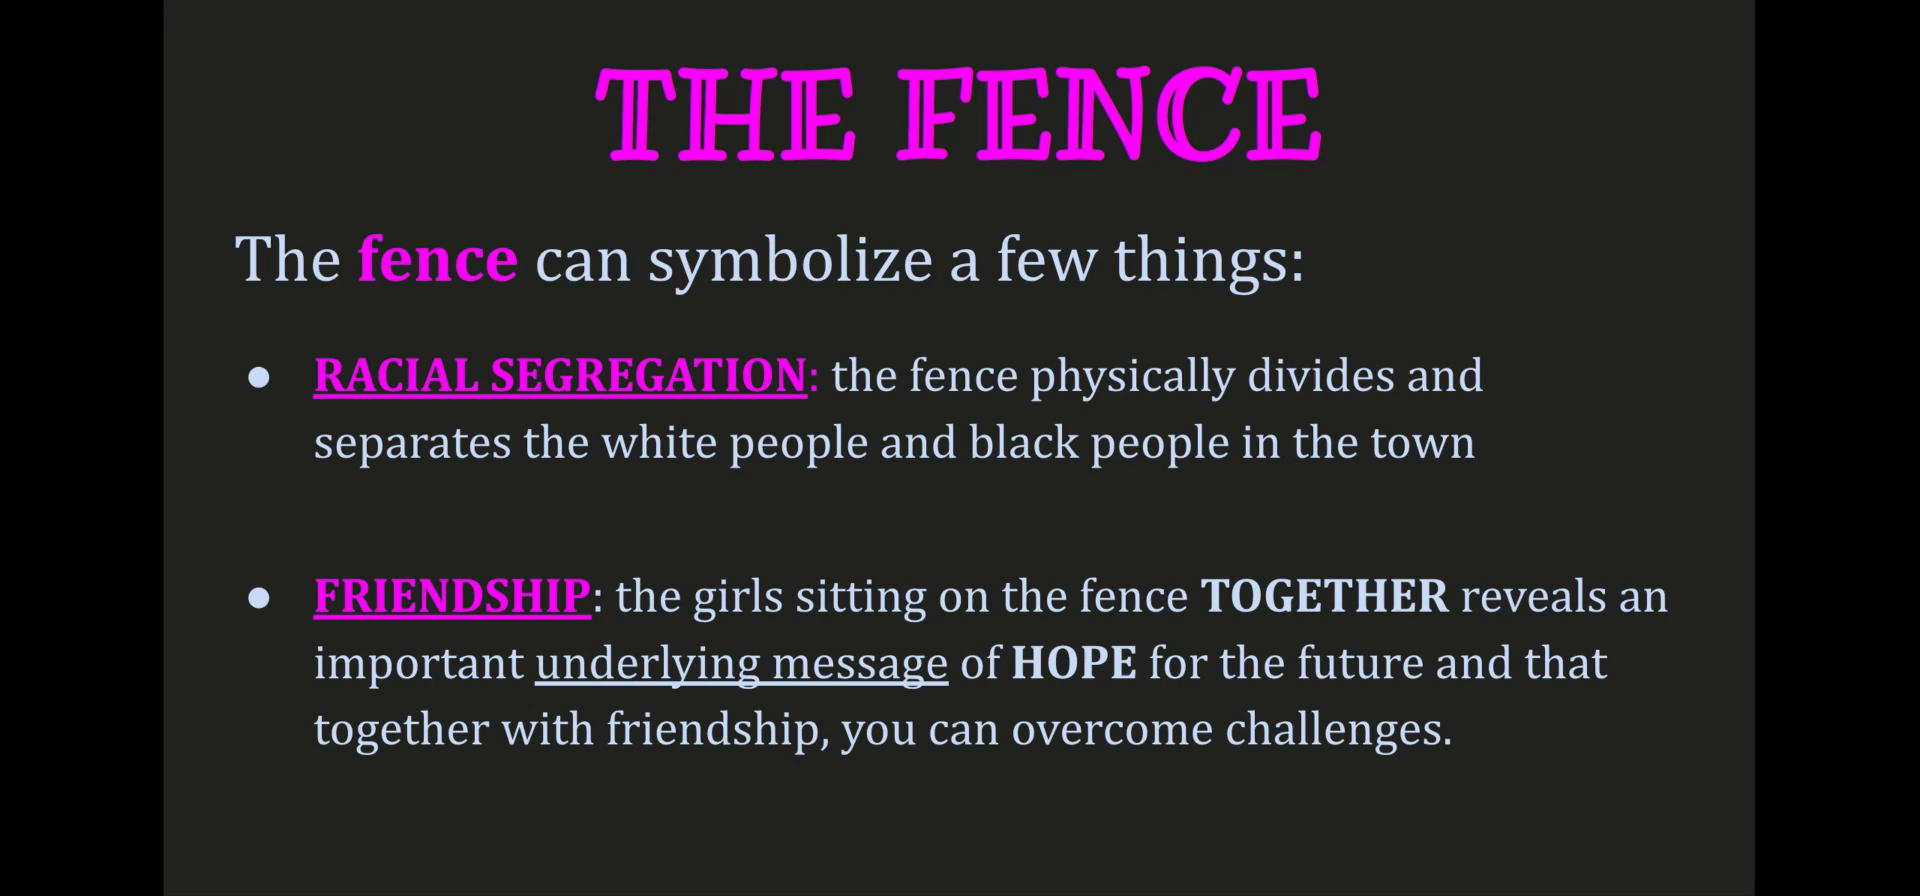 THE FENCE
The fence can symbolize a few things:
● RACIAL SEGREGATION: the fence physically divides and
separates the white people and black people in the town
● FRIENDSHIP: the girls sitting on the fence TOGETHER reveals an
important underlying message of HOPE for the future and that
together with friendship, you can overcome challenges.